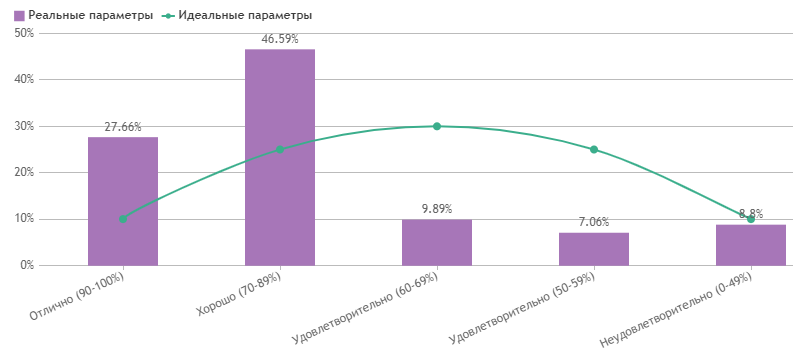 Реальные параметры Идеальные параметры
50%
46.59%
40%
30%
27.66%
20%
10%
9.89%
7.06%
8.8%
0%
Отлично (90-100%)
Хорошо (70-89%)
Удовлетворительно (60-69%)
Удовлетворительно (50-59%)
Неудовлетворительно (0-49%)